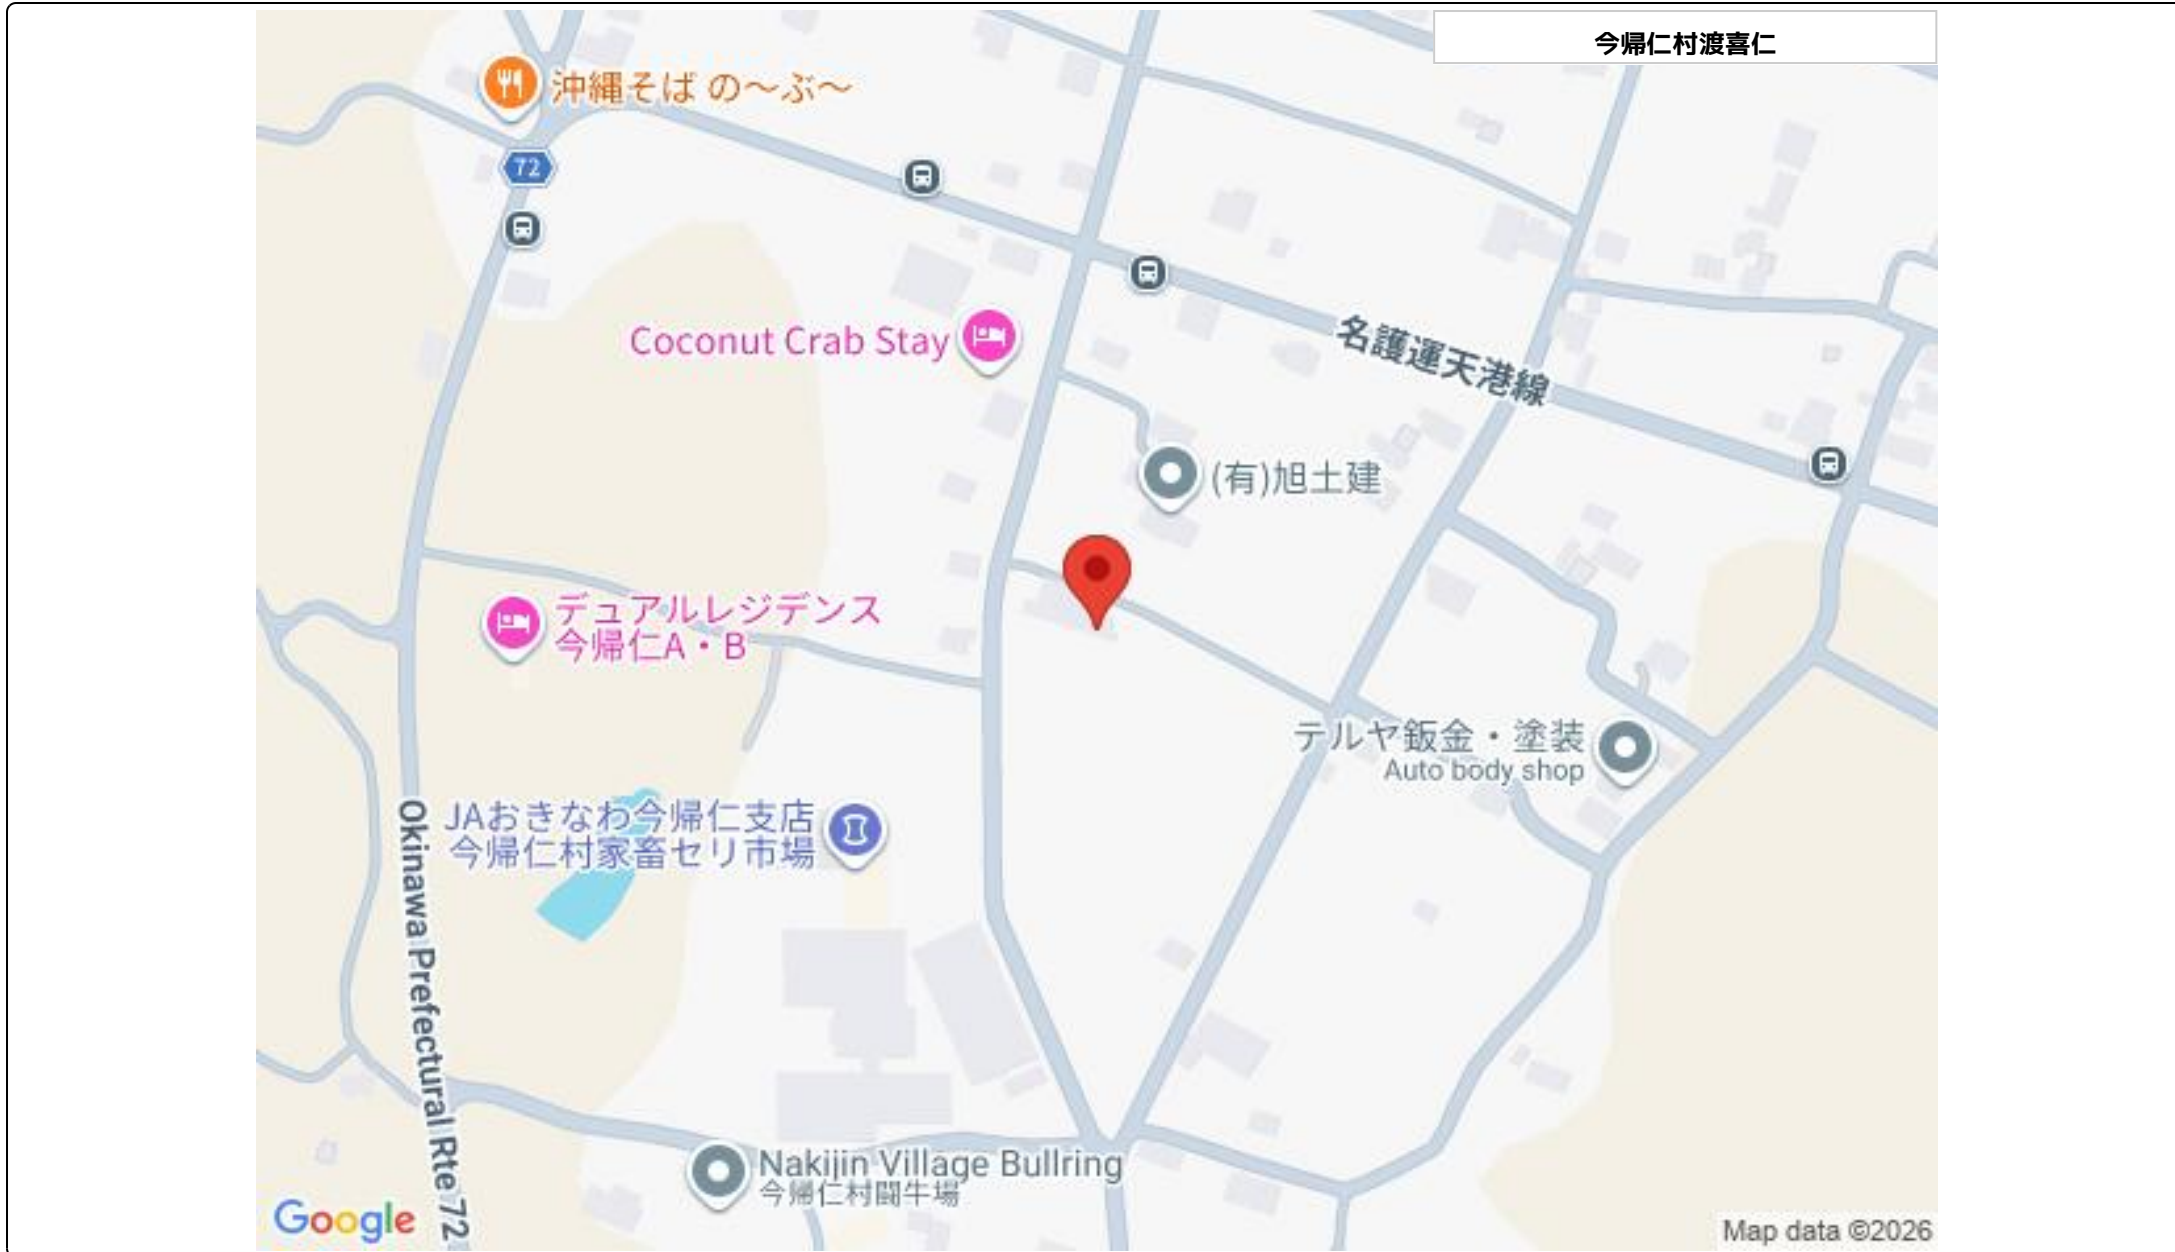 今帰仁村渡喜仁
沖縄そば の〜ぶ〜
72
Coconut Crab Stay
名護運天港線
(有)旭土建
デュアルレジデンス
今帰仁A・B
テルヤ鈑金・塗装
Auto body shop
JAおきなわ今帰仁支店
今帰仁村家畜セリ市場
Okinawa Prefectural Rte 72
Nakijin Village Bullring
今帰仁村闘牛場
Google
Map data ©2026